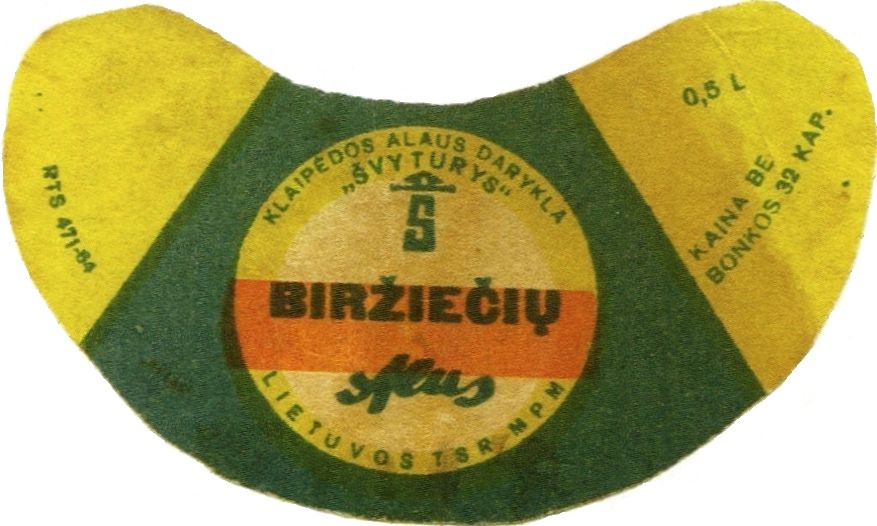 RTS 471-84
KLAIPĖDOS ALAUS DARYKLA
„ŠVYTURYS“
Š
BIRŽIEČIŲ
Alus
LIETUVOS TSR MPM
0,5 L
KAINA BE
BONKOS 32 KAP.